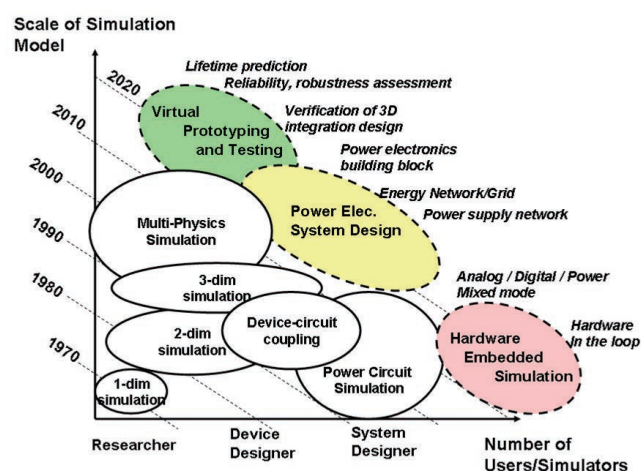 Scale of Simulation
Model
2020
2010
2000
1990
1980
1970
Lifetime prediction
Reliability, robustness assessment
Virtual
Prototyping
and Testing
Verification of 3D
integration design
Power electronics
building block
Energy Network/Grid
Power supply network
Power Elec.
System Design
Multi-Physics
Simulation
3-dim
simulation
2-dim
simulation
Device-circuit
coupling
1-dim
simulation
Power Circuit
Simulation
Analog / Digital / Power
Mixed mode
Hardware
In the loop
Hardware
Embedded
Simulation
Researcher
Device
Designer
System
Designer
Number of
Users/Simulators